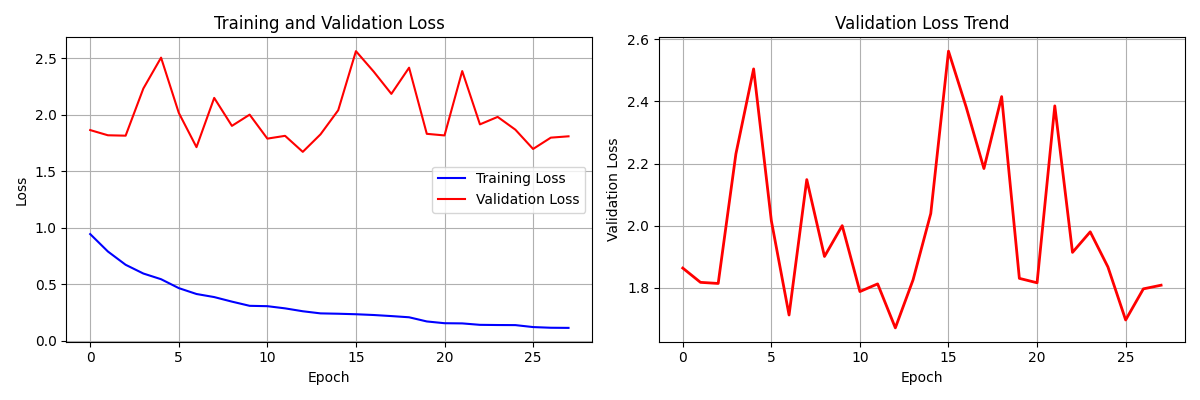 Training and Validation Loss
2.5
2.0
1.5
1.0
0.5
0.0
Loss
Training Loss
Validation Loss
0 5 10 15 20 25
Epoch
Validation Loss Trend
2.6
2.4
2.2
2.0
1.8
Validation Loss
0 5 10 15 20 25
Epoch